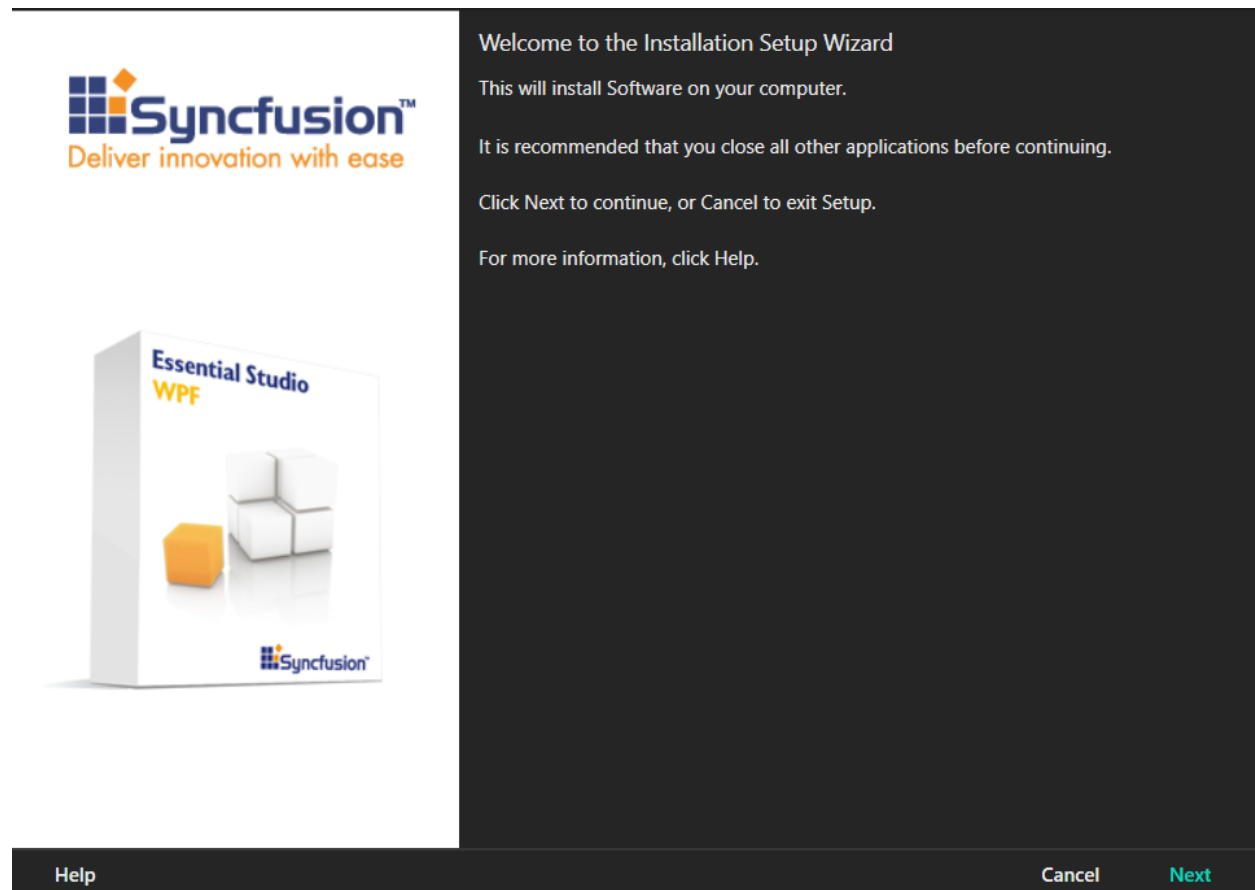 Syncfusion™
Deliver innovation with ease
Essential Studio
WPF
Syncfusion™
Welcome to the Installation Setup Wizard
This will install Software on your computer.
It is recommended that you close all other applications before continuing.
Click Next to continue, or Cancel to exit Setup.
For more information, click Help.
Help
Cancel
Next